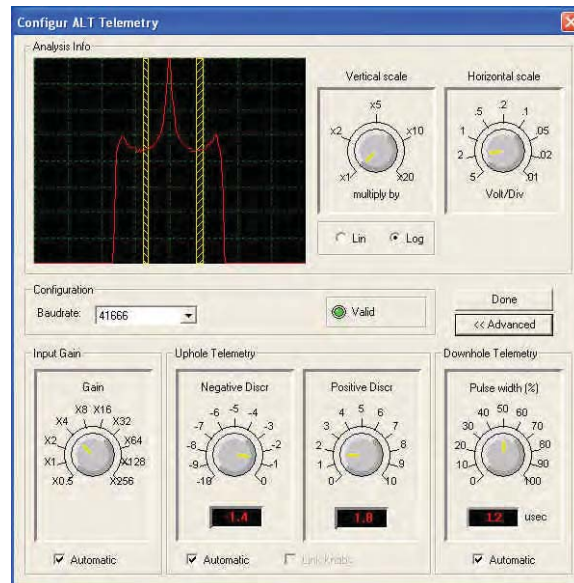 Configur ALT Telemetry
Analysis Info
Vertical scale
x1 x2 x5 x10 x20
multiply by
Lin Log
Horizontal scale
5 2 1 .5 .2 .1 .05 .02 .01
Volt/Div
Configuration
Baudrate: 41666
Valid
Done
<< Advanced
Input Gain
Gain
X0.5 X1 X2 X4 X8 X16 X32 X64 X128 X256
Automatic
Uphole Telemetry
Negative Discr
-10 -9 -8 -7 -6 -5 -4 -3 -2 -1 0
-1.4
Automatic
Positive Discr
0 1 2 3 4 5 6 7 8 9 10
1.8
Link Knobs
Downhole Telemetry
Pulse width (%)
0 10 20 30 40 50 60 70 80 90 100
12 usec
Automatic